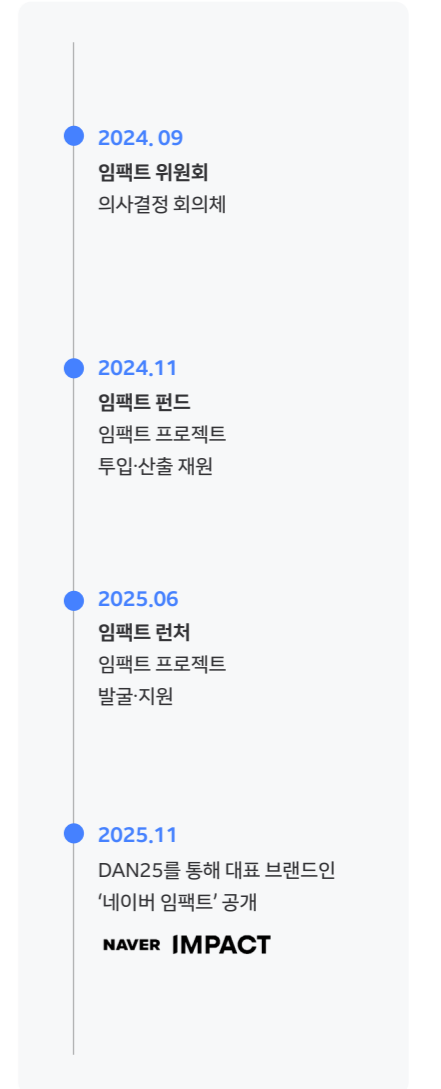 2024. 09
임팩트 위원회
의사결정 회의체
2024.11
임팩트 펀드
임팩트 프로젝트
투입·산출 재원
2025.06
임팩트 런처
임팩트 프로젝트
발굴·지원
2025.11
DAN25를 통해 대표 브랜드인
‘네이버 임팩트’ 공개
NAVER IMPACT